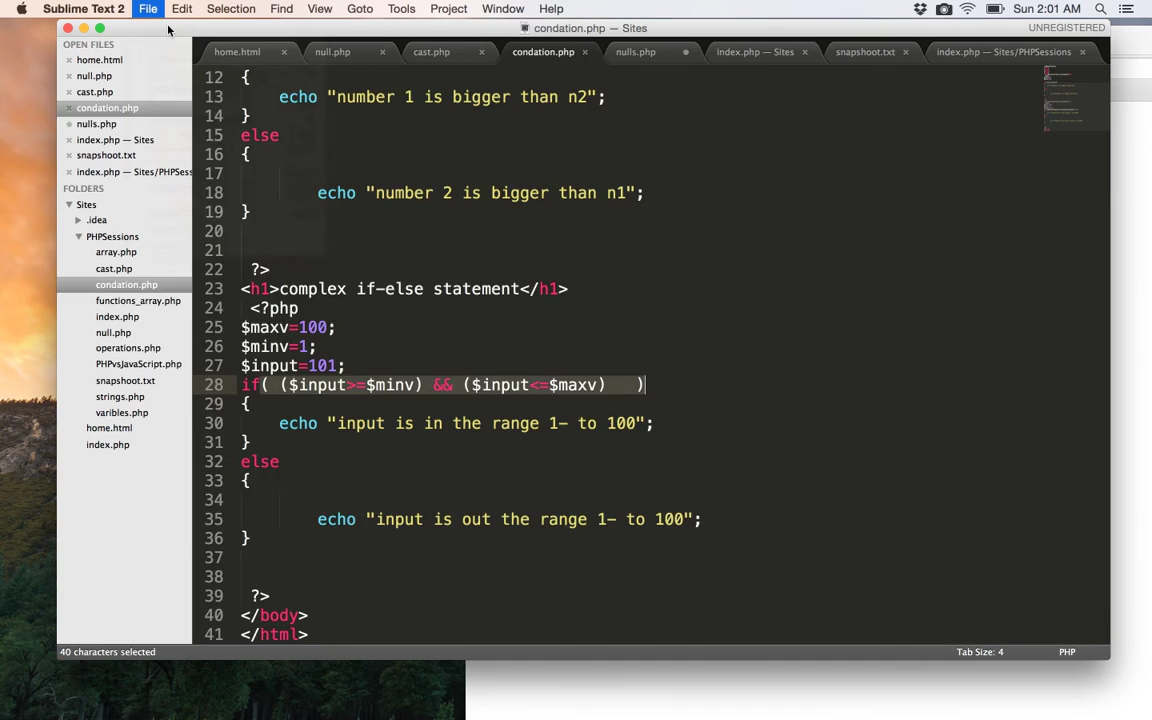 Sublime Text 2 File Edit Selection Find View Goto Tools Project Window Help Sun 2:01 AM
condation.php — Sites UNREGISTERED
OPEN FILES
home.html
null.php
cast.php
condation.php
nulls.php
index.php — Sites
snapshoot.txt
index.php — Sites/PHPSess
FOLDERS
Sites
.idea
PHPSessions
array.php
cast.php
condation.php
functions_array.php
index.php
null.php
operations.php
PHPvsJavaScript.php
snapshoot.txt
strings.php
varibles.php
home.html
index.php
home.html null.php cast.php condation.php nulls.php index.php — Sites snapshoot.txt index.php — Sites/PHPSessions
12 {
13 echo "number 1 is bigger than n2";
14 }
15 else
16 {
17
18 echo "number 2 is bigger than n1";
19 }
20
21
22 ?>
23 <h1>complex if-else statement</h1>
24 <?php
25 $maxv=100;
26 $minv=1;
27 $input=101;
28 if( ($input>=$minv) && ($input<=$maxv) )
29 {
30 echo "input is in the range 1- to 100";
31 }
32 else
33 {
34
35 echo "input is out the range 1- to 100";
36 }
37
38
39 ?>
40 </body>
41 </html>
40 characters selected Tab Size: 4 PHP